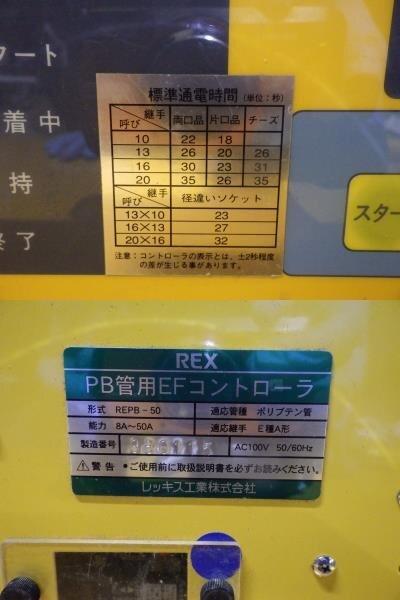 ート
着中
持
終了
標準通電時間 (単位:秒)
継手 呼び 両口品 片口品 チーズ
10 22 18
13 26 20 26
16 30 23 31
20 35 26 35
継手 呼び 径違いソケット
13×10 23
16×13 27
20×16 32
注意:コントローラの表示とは、±2秒程度
の差が生じる事があります。
スター
REX
PB管用EFコントローラ
形式 REPB-50 適応管種 ポリブテン管
能力 8A~50A 適応継手 E種A形
製造番号 AC100V 50/60Hz
警告 ●ご使用前に取扱説明書を必ずお読みください。
レッキス工業株式会社